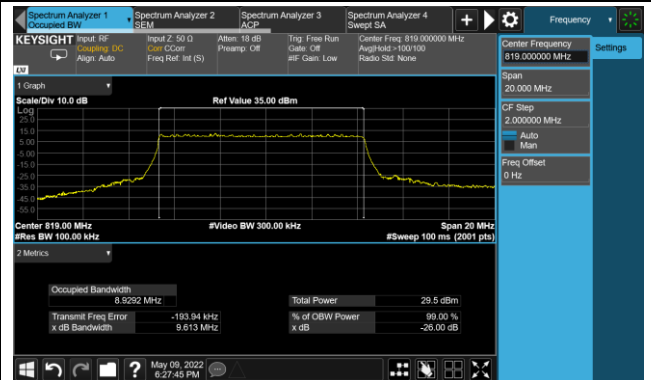 Spectrum Analyzer 1
Occupied BW
Spectrum Analyzer 2
SEM
Spectrum Analyzer 3
ACP
Spectrum Analyzer 4
Swept SA
+
Frequency
KEYSIGHT
Input: RF
Coupling: DC
Align: Auto
Input Z: 50 Ω
Corr CCorr
Freq Ref: Int (S)
Atten: 18 dB
Preamp: Off
Trig: Free Run
Gate: Off
#IF Gain: Low
Center Freq: 819.000000 MHz
Avg|Hold:>100/100
Radio Std: None
LXI
Center Frequency
819.000000 MHz
Settings
Span
20.000 MHz
CF Step
2.000000 MHz
Auto
Man
Freq Offset
0 Hz
1 Graph
Scale/Div 10.0 dB
Ref Value 35.00 dBm
Log
25.0
15.0
5.00
-5.00
-15.0
-25.0
-35.0
-45.0
-55.0
Center 819.00 MHz
#Video BW 300.00 kHz
Span 20 MHz
#Res BW 100.00 kHz
#Sweep 100 ms (2001 pts)
2 Metrics
Occupied Bandwidth
8.9292 MHz
Total Power
29.5 dBm
Transmit Freq Error
-193.94 kHz
% of OBW Power
99.00 %
x dB Bandwidth
9.613 MHz
x dB
-26.00 dB
?
May 09, 2022
6:27:45 PM